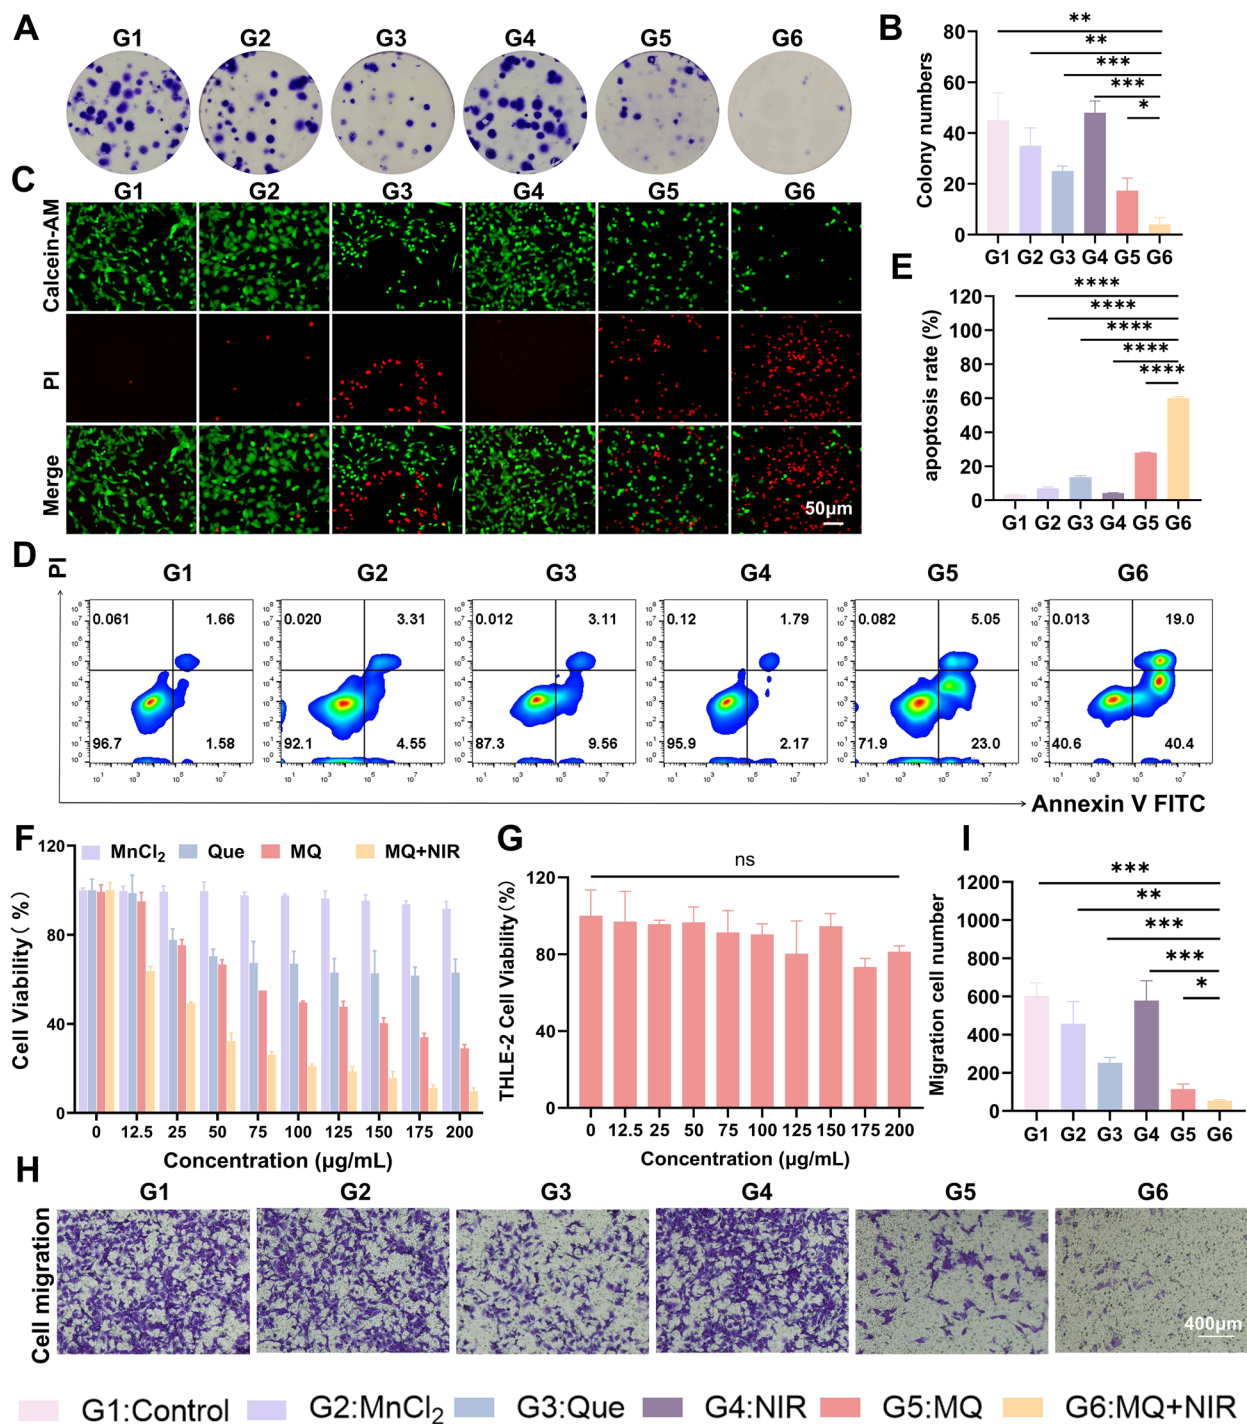 A
G1 G2 G3 G4 G5 G6
B
Colony numbers
80
60
40
20
0
** ** *** *** *
G1 G2 G3 G4 G5 G6
C
G1 G2 G3 G4 G5 G6
Calcein-AM
PI
Merge
50μm
E
apoptosis rate (%)
120
100
80
60
40
20
0
**** **** **** **** ****
G1 G2 G3 G4 G5 G6
D
PI
G1 G2 G3 G4 G5 G6
0.061 1.66 0.020 3.31 0.012 3.11 0.12 1.79 0.082 5.05 0.013 19.0
96.7 1.58 92.1 4.55 87.3 9.56 95.9 2.17 71.9 23.0 40.6 40.4
Annexin V FITC
F
MnCl₂ Que MQ MQ+NIR
Cell Viability (%)
120
80
40
0
0 12.5 25 50 75 100 125 150 175 200
Concentration (μg/mL)
G
ns
THLE-2 Cell Viability (%)
120
80
40
0
0 12.5 25 50 75 100 125 150 175 200
Concentration (μg/mL)
I
Migration cell number
1200
1000
800
600
400
200
0
*** ** *** *** *
G1 G2 G3 G4 G5 G6
H
G1 G2 G3 G4 G5 G6
Cell migration
400μm
G1:Control G2:MnCl₂ G3:Que G4:NIR G5:MQ G6:MQ+NIR